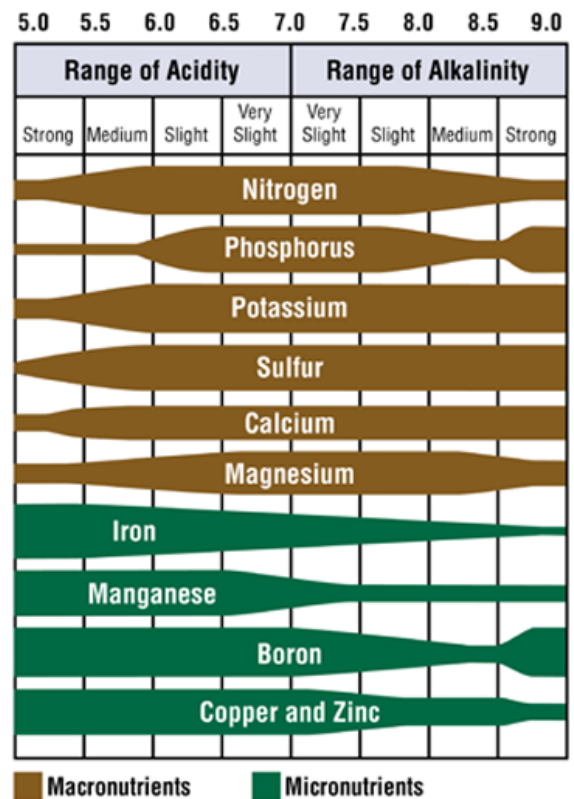 5.0 5.5 6.0 6.5 7.0 7.5 8.0 8.5 9.0
Range of Acidity Range of Alkalinity
Strong Medium Slight Very Slight Very Slight Slight Medium Strong
Nitrogen
Phosphorus
Potassium
Sulfur
Calcium
Magnesium
Iron
Manganese
Boron
Copper and Zinc
Macronutrients Micronutrients